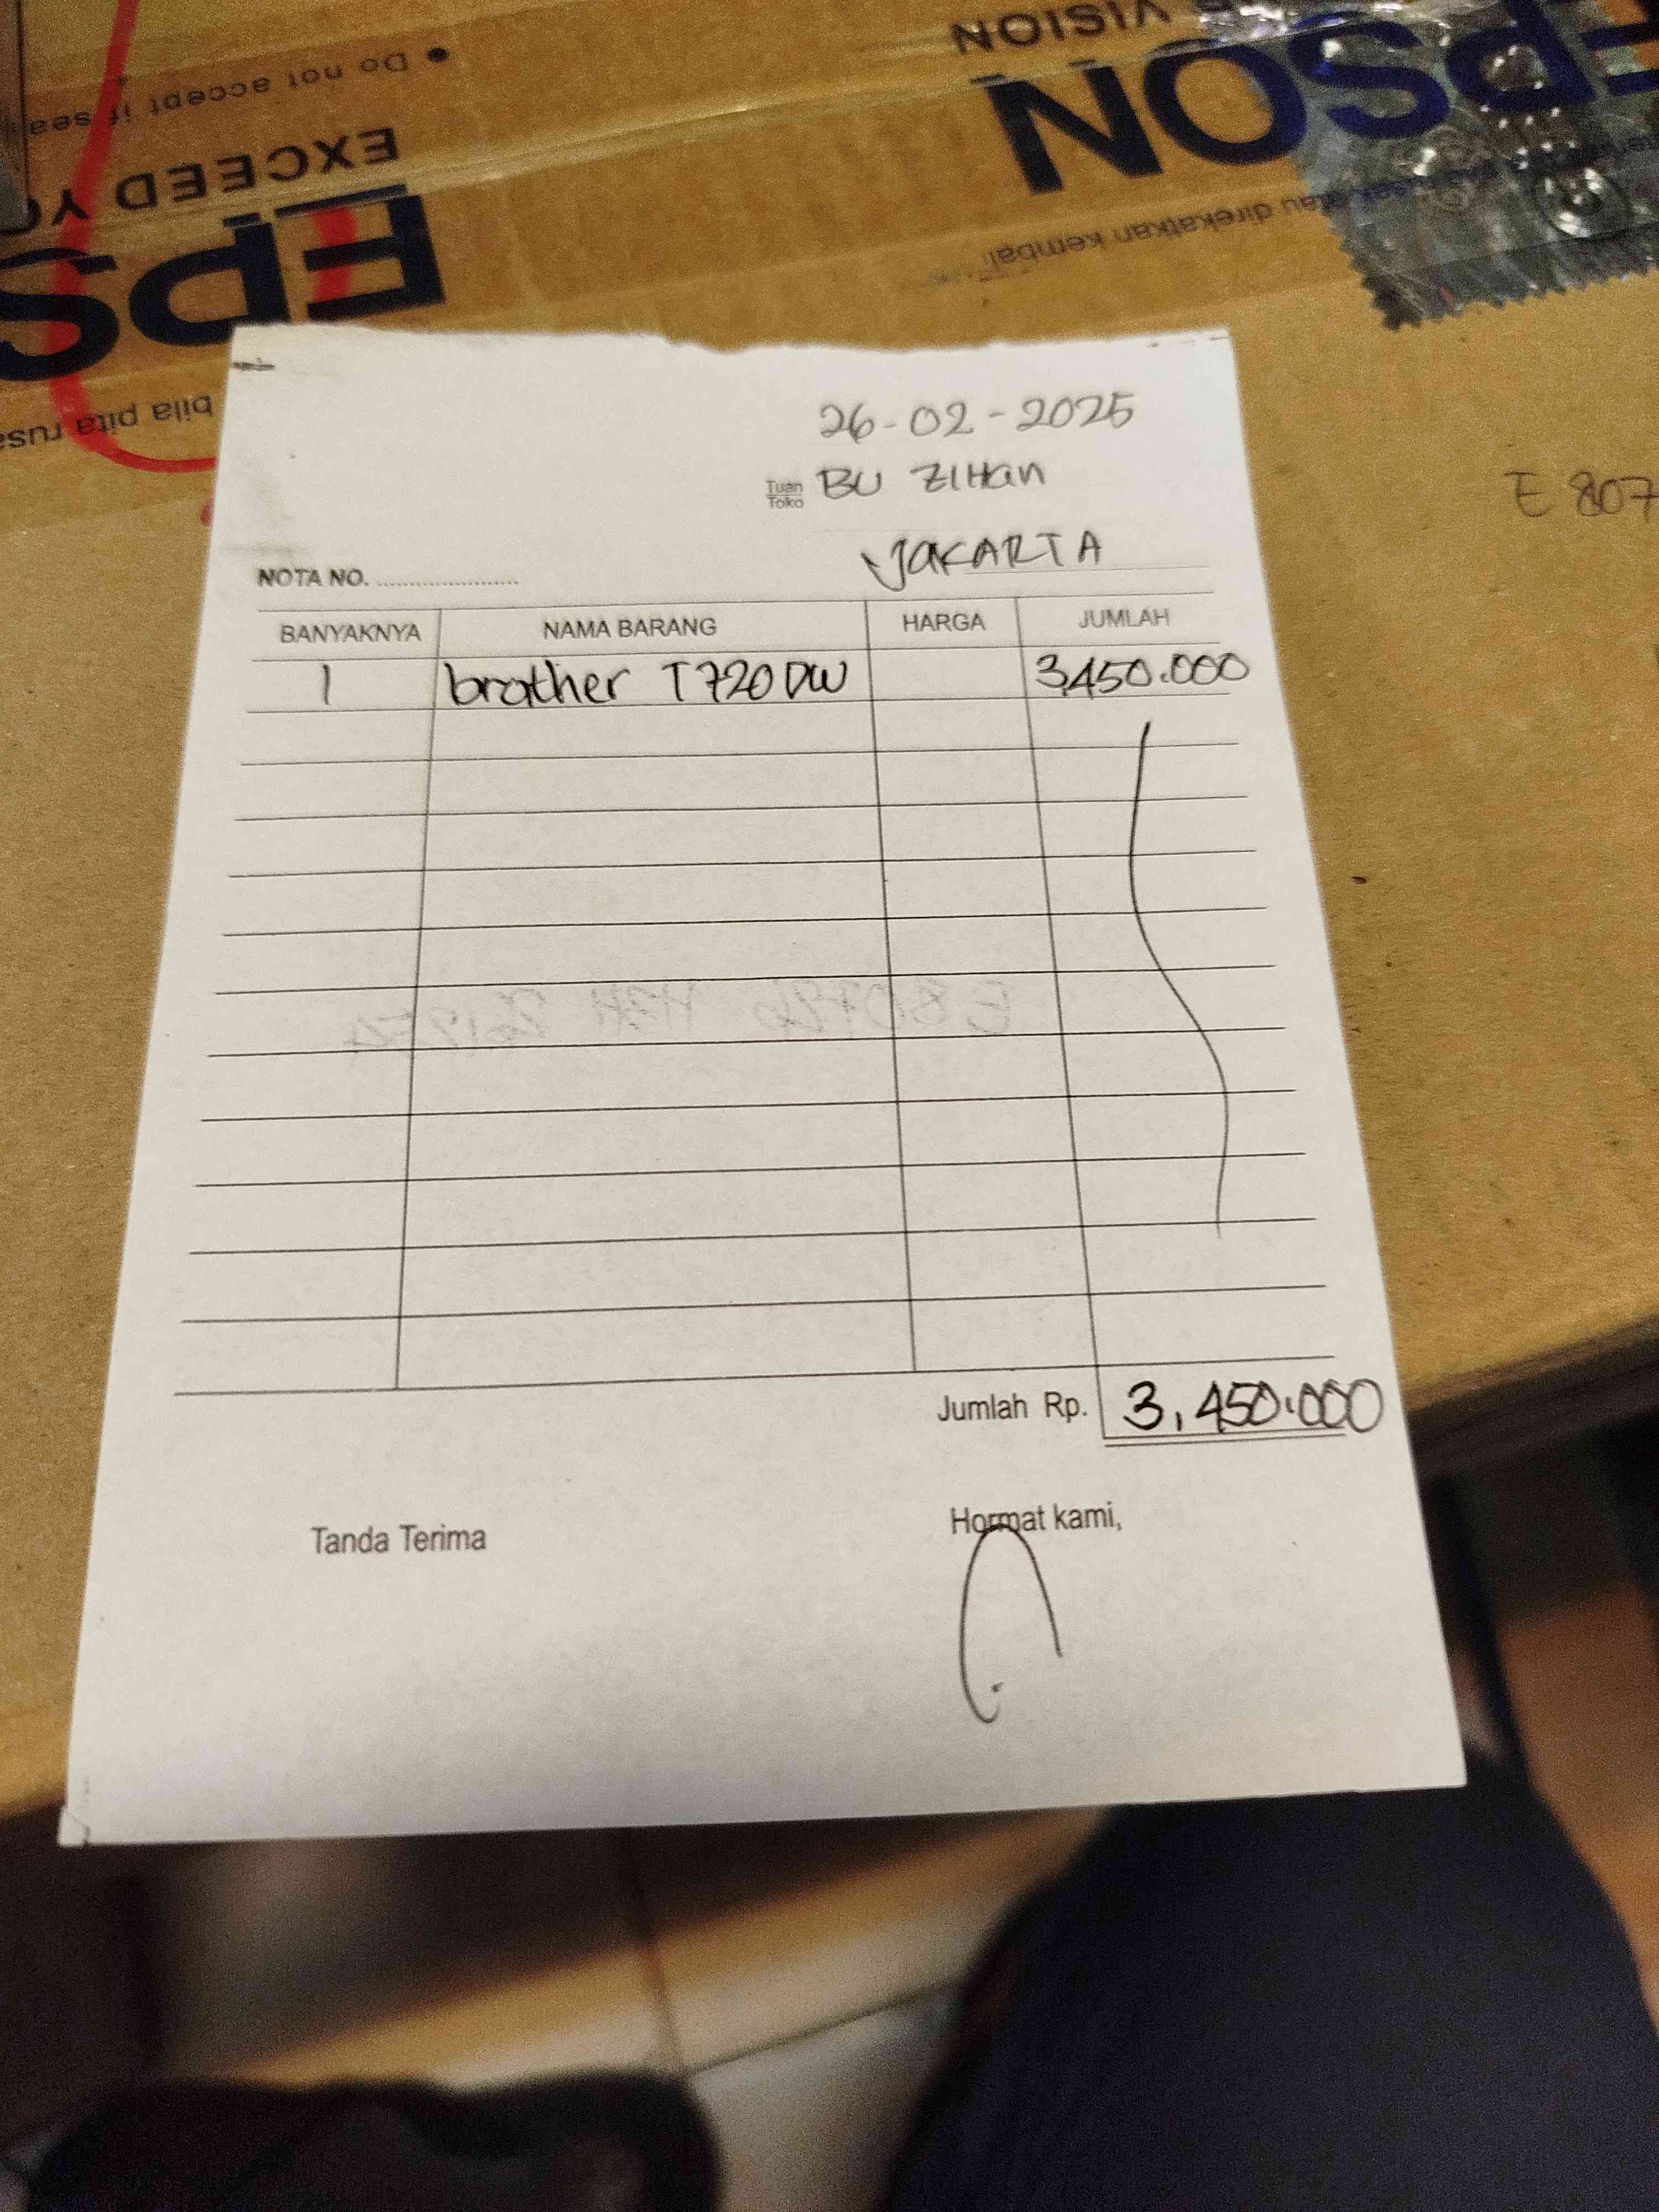 EPSON
EXCEED YO
VISION
EPSON
• Do not accept if sea
bila pita rusa
atau direkatkan kembali
E 807
26-02-2025
Tuan
Toko
BU ZIHan
JAKARTA
NOTA NO. ........................
BANYAKNYA NAMA BARANG HARGA JUMLAH
1 brother T720DW 3.450.000
Jumlah Rp. 3,450.000
Tanda Terima Hormat kami,